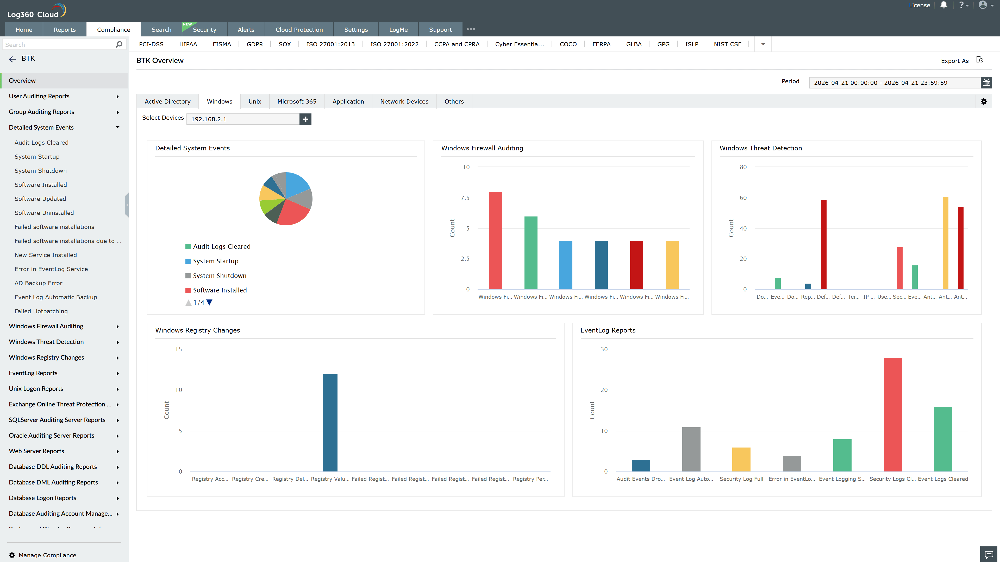 License
?
Log360 Cloud
Home
Reports
Compliance
Search
NEW
Security
Alerts
Cloud Protection
Settings
LogMe
Support
Search
PCI-DSS
HIPAA
FISMA
GDPR
SOX
ISO 27001:2013
ISO 27001:2022
CCPA and CPRA
Cyber Essentia...
COCO
FERPA
GLBA
GPG
ISLP
NIST CSF
BTK
Overview
User Auditing Reports
Group Auditing Reports
Detailed System Events
Audit Logs Cleared
System Startup
System Shutdown
Software Installed
Software Updated
Software Uninstalled
Failed software installations
Failed software installations due to ...
New Service Installed
Error in EventLog Service
AD Backup Error
Event Log Automatic Backup
Failed Hotpatching
Windows Firewall Auditing
Windows Threat Detection
Windows Registry Changes
EventLog Reports
Unix Logon Reports
Exchange Online Threat Protection ...
SQLServer Auditing Server Reports
Oracle Auditing Server Reports
Web Server Reports
Database DDL Auditing Reports
Database DML Auditing Reports
Database Logon Reports
Database Auditing Account Manage...
Manage Compliance
BTK Overview
Export As
Period
2026-04-21 00:00:00 - 2026-04-21 23:59:59
Active Directory
Windows
Unix
Microsoft 365
Application
Network Devices
Others
Select Devices
192.168.2.1
Detailed System Events
Audit Logs Cleared
System Startup
System Shutdown
Software Installed
1/4
Windows Firewall Auditing
10
7.5
5
2.5
0
Count
Windows Fi... Windows Fi... Windows Fi... Windows Fi... Windows Fi... Windows Fi...
Windows Threat Detection
80
60
40
20
0
Count
Do... Eve... Do... Rep... Def... Def... Ter... IP ... Use... Sec... Eve... Ant... Ant... Ant...
Windows Registry Changes
15
10
5
0
Count
Registry Acc... Registry Cre... Registry Del... Registry Valu... Failed Regist... Failed Regist... Failed Regist... Failed Regist... Registry Per...
EventLog Reports
30
20
10
0
Count
Audit Events Dro... Event Log Auto... Security Log Full Error in EventLo... Event Logging S... Security Logs Cl... Event Logs Cleared